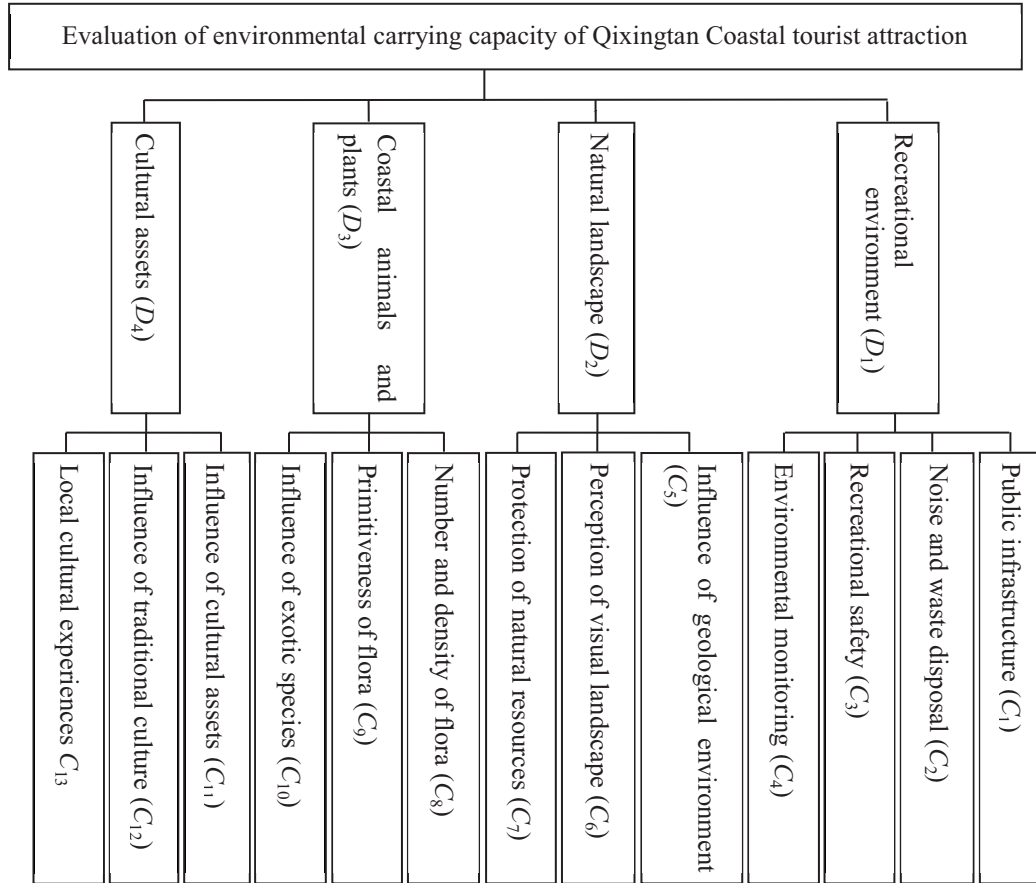 Evaluation of environmental carrying capacity of Qixingtan Coastal tourist attraction
Cultural assets (D₄)
Coastal animals and
plants (D₃)
Natural landscape (D₂)
Recreational
environment (D₁)
Local cultural experiences C₁₃
Influence of traditional culture (C₁₂)
Influence of cultural assets (C₁₁)
Influence of exotic species (C₁₀)
Primitiveness of flora (C₉)
Number and density of flora (C₈)
Protection of natural resources (C₇)
Perception of visual landscape (C₆)
Influence of geological environment
(C₅)
Environmental monitoring (C₄)
Recreational safety (C₃)
Noise and waste disposal (C₂)
Public infrastructure (C₁)